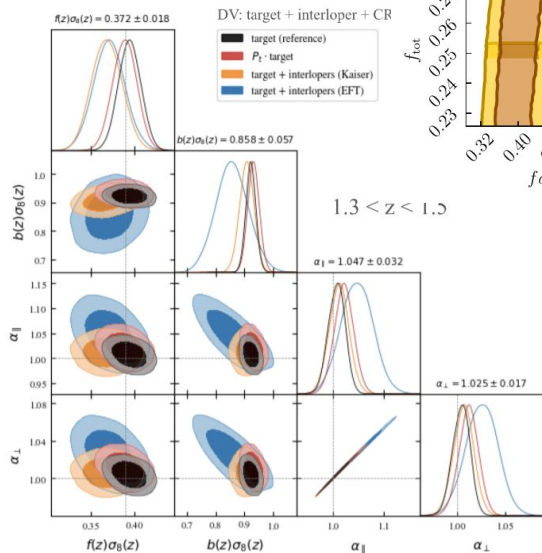 f(z)σ₈(z) = 0.372 ± 0.018
DV: target + interloper + CR
target (reference)
Pₜ · target
target + interlopers (Kaiser)
target + interlopers (EFT)
f_tot
0.26
0.25
0.24
0.23
0.32
0.40
b(z)σ₈(z) = 0.858 ± 0.057
1.3 < z < 1.5
b(z)σ₈(z)
1.0
0.9
0.8
0.7
α∥ = 1.047 ± 0.032
α∥
1.15
1.10
1.05
1.00
0.95
α⊥ = 1.025 ± 0.017
α⊥
1.08
1.04
1.00
0.35
0.40
0.7
0.8
0.9
1.0
1.0
1.1
1.00
1.05
f(z)σ₈(z)
b(z)σ₈(z)
α∥
α⊥